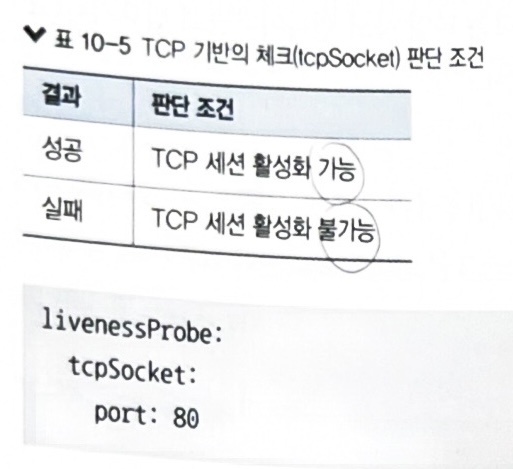 ▼ 표 10-5 TCP 기반의 체크(tcpSocket) 판단 조건
결과 판단 조건
성공 TCP 세션 활성화 가능
실패 TCP 세션 활성화 불가능
livenessProbe:
  tcpSocket:
    port: 80